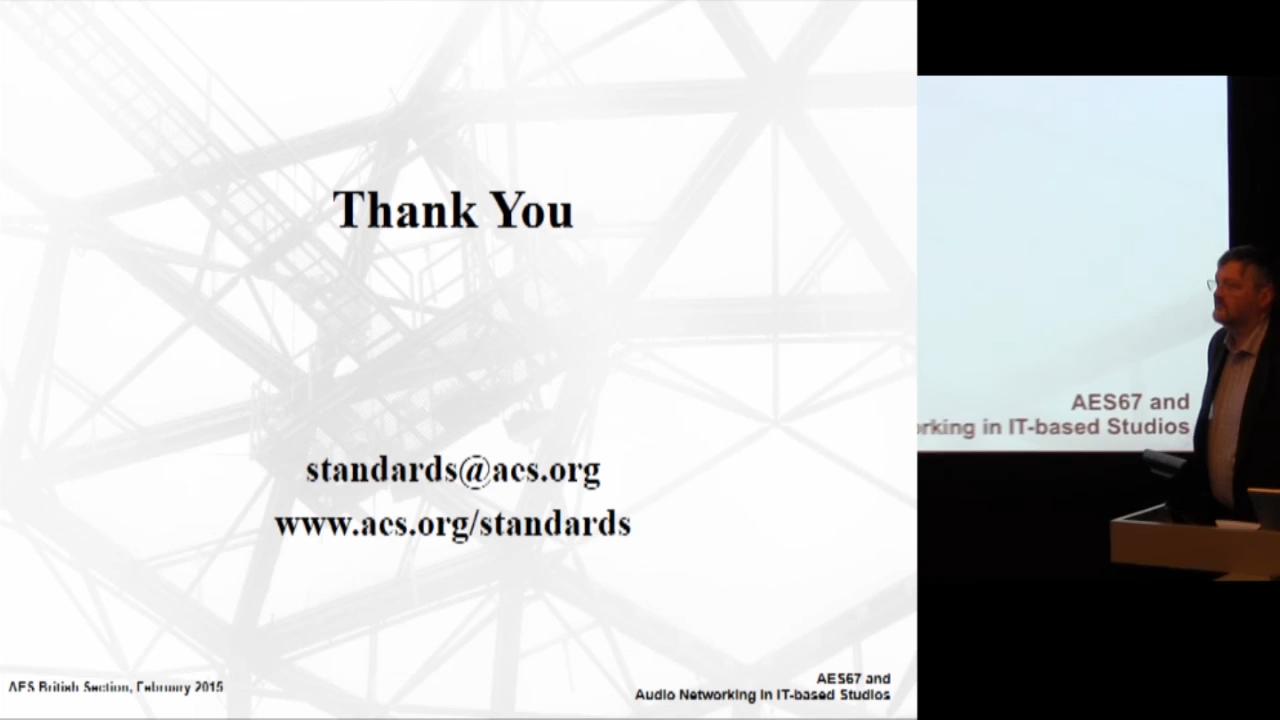 Thank You
standards@aes.org
www.aes.org/standards
AES British Section, February 2015
AES67 and
Audio Networking in IT-based Studios
AES67 and
rking in IT-based Studios